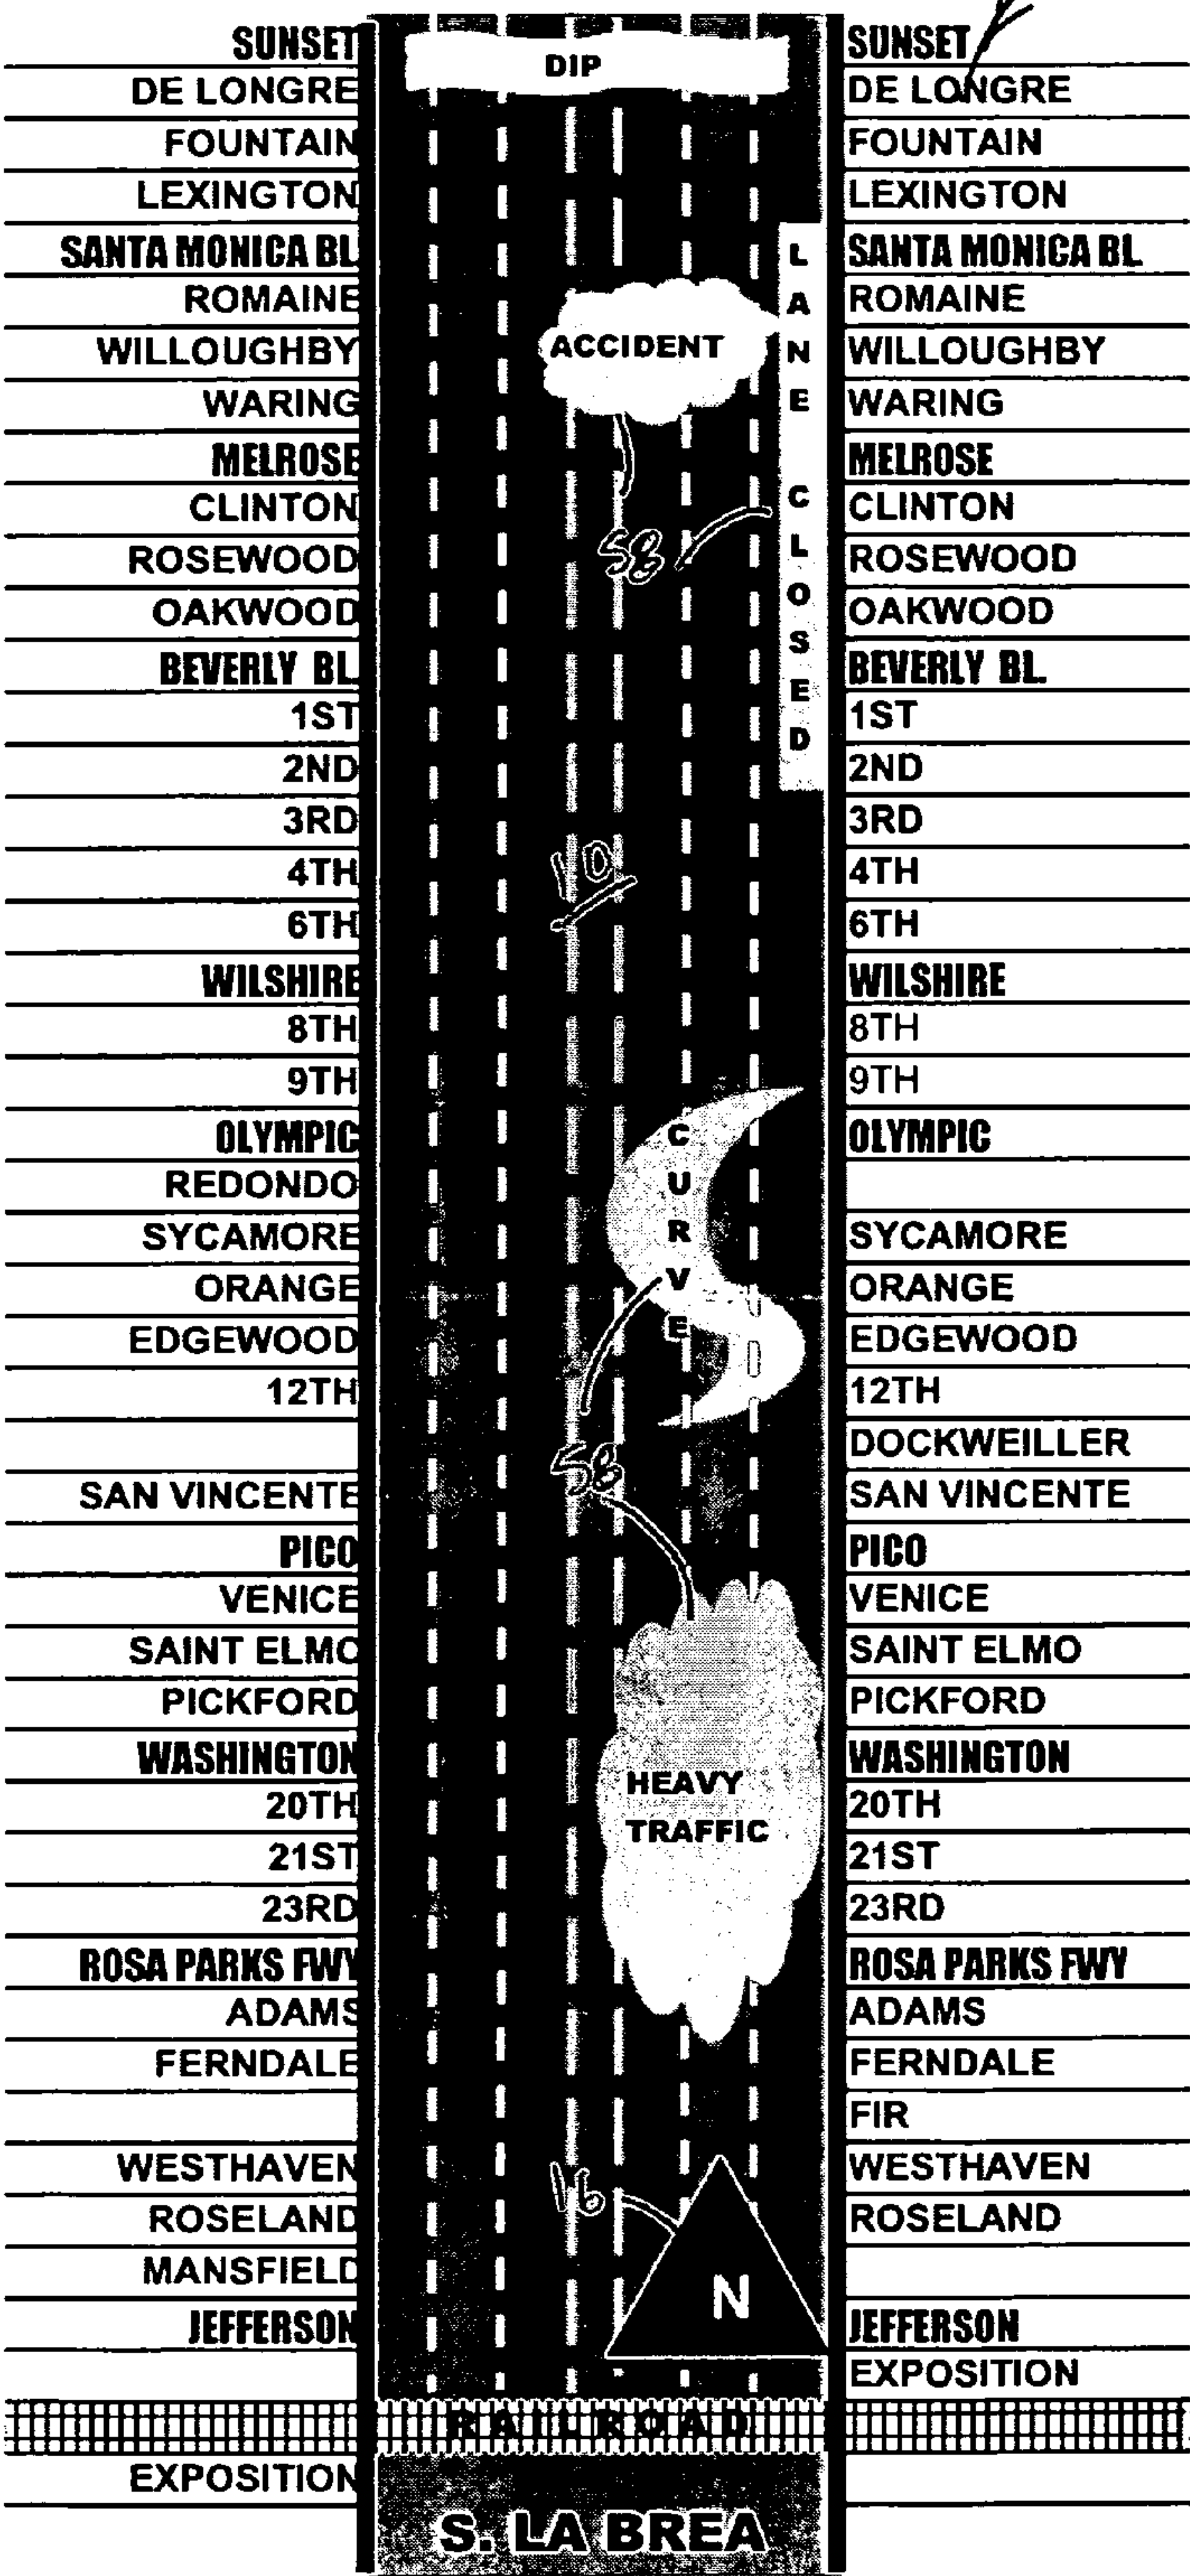 SUNSET DIP SUNSET
DE LONGRE DE LONGRE
FOUNTAIN FOUNTAIN
LEXINGTON LEXINGTON
SANTA MONICA BL SANTA MONICA BL
ROMAINE ROMAINE
WILLOUGHBY ACCIDENT WILLOUGHBY
WARING WARING
LANE CLOSED
MELROSE MELROSE
CLINTON CLINTON
ROSEWOOD 58 ROSEWOOD
OAKWOOD OAKWOOD
BEVERLY BL BEVERLY BL.
1ST 1ST
2ND 2ND
3RD 3RD
4TH 10 4TH
6TH 6TH
WILSHIRE WILSHIRE
8TH 8TH
9TH 9TH
OLYMPIC OLYMPIC
REDONDO
CURVE
SYCAMORE SYCAMORE
ORANGE ORANGE
EDGEWOOD EDGEWOOD
12TH 12TH
DOCKWEILLER
SAN VINCENTE 58 SAN VINCENTE
PICO PICO
VENICE VENICE
SAINT ELMO SAINT ELMO
PICKFORD PICKFORD
WASHINGTON WASHINGTON
HEAVY
20TH 20TH
TRAFFIC
21ST 21ST
23RD 23RD
ROSA PARKS FWY ROSA PARKS FWY
ADAMS ADAMS
FERNDALE FERNDALE
FIR
WESTHAVEN 16 WESTHAVEN
ROSELAND ROSELAND
MANSFIELD N
JEFFERSON JEFFERSON
EXPOSITION
RAILROAD
EXPOSITION
S. LA BREA